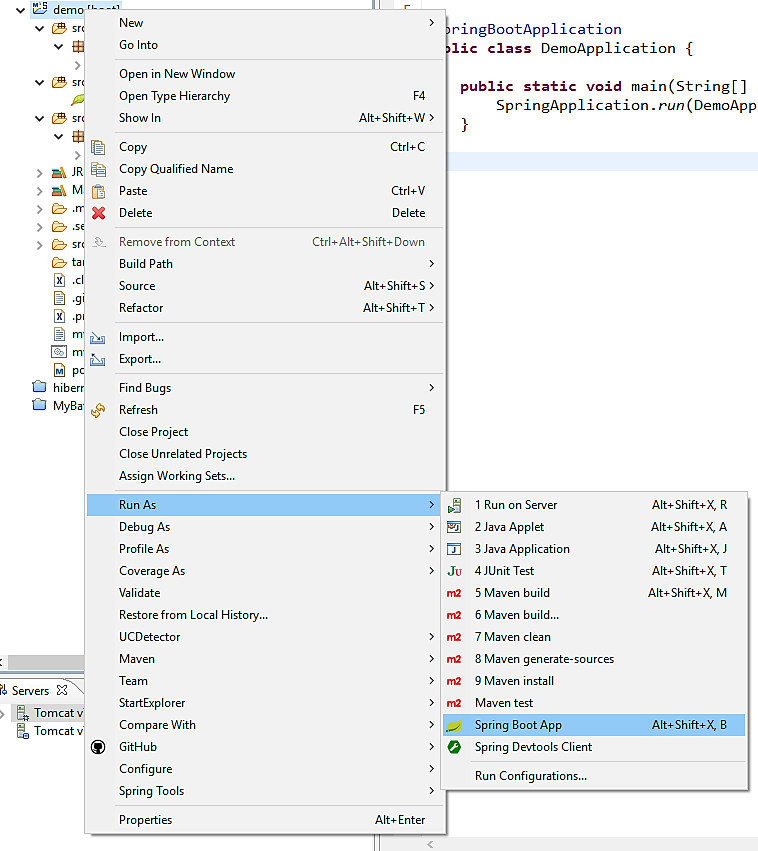 demo [boot]
hibern
MyBa
Servers
Tomcat v
Tomcat v
New
Go Into
Open in New Window
Open Type Hierarchy F4
Show In Alt+Shift+W
Copy Ctrl+C
Copy Qualified Name
Paste Ctrl+V
Delete Delete
Remove from Context Ctrl+Alt+Shift+Down
Build Path
Source Alt+Shift+S
Refactor Alt+Shift+T
Import...
Export...
Find Bugs
Refresh F5
Close Project
Close Unrelated Projects
Assign Working Sets...
Run As
Debug As
Profile As
Coverage As
Validate
Restore from Local History...
UCDetector
Maven
Team
StartExplorer
Compare With
GitHub
Configure
Spring Tools
Properties Alt+Enter
1 Run on Server Alt+Shift+X, R
2 Java Applet Alt+Shift+X, A
3 Java Application Alt+Shift+X, J
4 JUnit Test Alt+Shift+X, T
5 Maven build Alt+Shift+X, M
6 Maven build...
7 Maven clean
8 Maven generate-sources
9 Maven install
Maven test
Spring Boot App Alt+Shift+X, B
Spring Devtools Client
Run Configurations...
pringBootApplication
blic class DemoApplication {
public static void main(String[]
SpringApplication.run(DemoApp
}